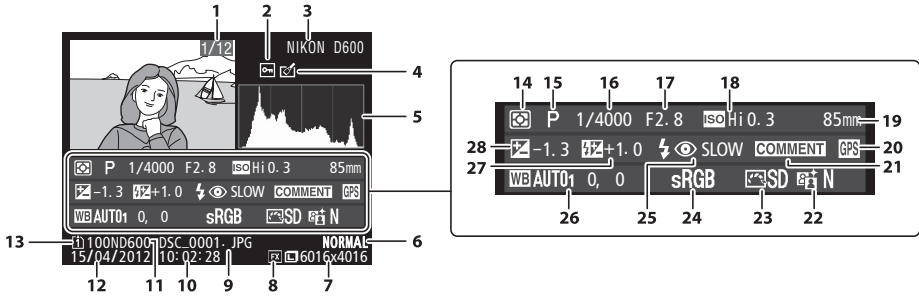 1 2 3
1/12 NIKON D600
4
5
P 1/4000 F2.8 ISO Hi 0.3 85mm
-1.3 +1.0 SLOW COMMENT GPS
WB AUTO1 0, 0 sRGB SD N
13 1 100ND600 DSC_0001.JPG NORMAL 6
15/04/2012 10:02:28 FX 6016x4016
12 11 10 9 8 7
14 15 16 17 18
P 1/4000 F2.8 ISO Hi 0.3 85mm 19
28 -1.3 +1.0 SLOW COMMENT GPS 20
27 21
WB AUTO1 0, 0 sRGB SD N
26 25 24 23 22